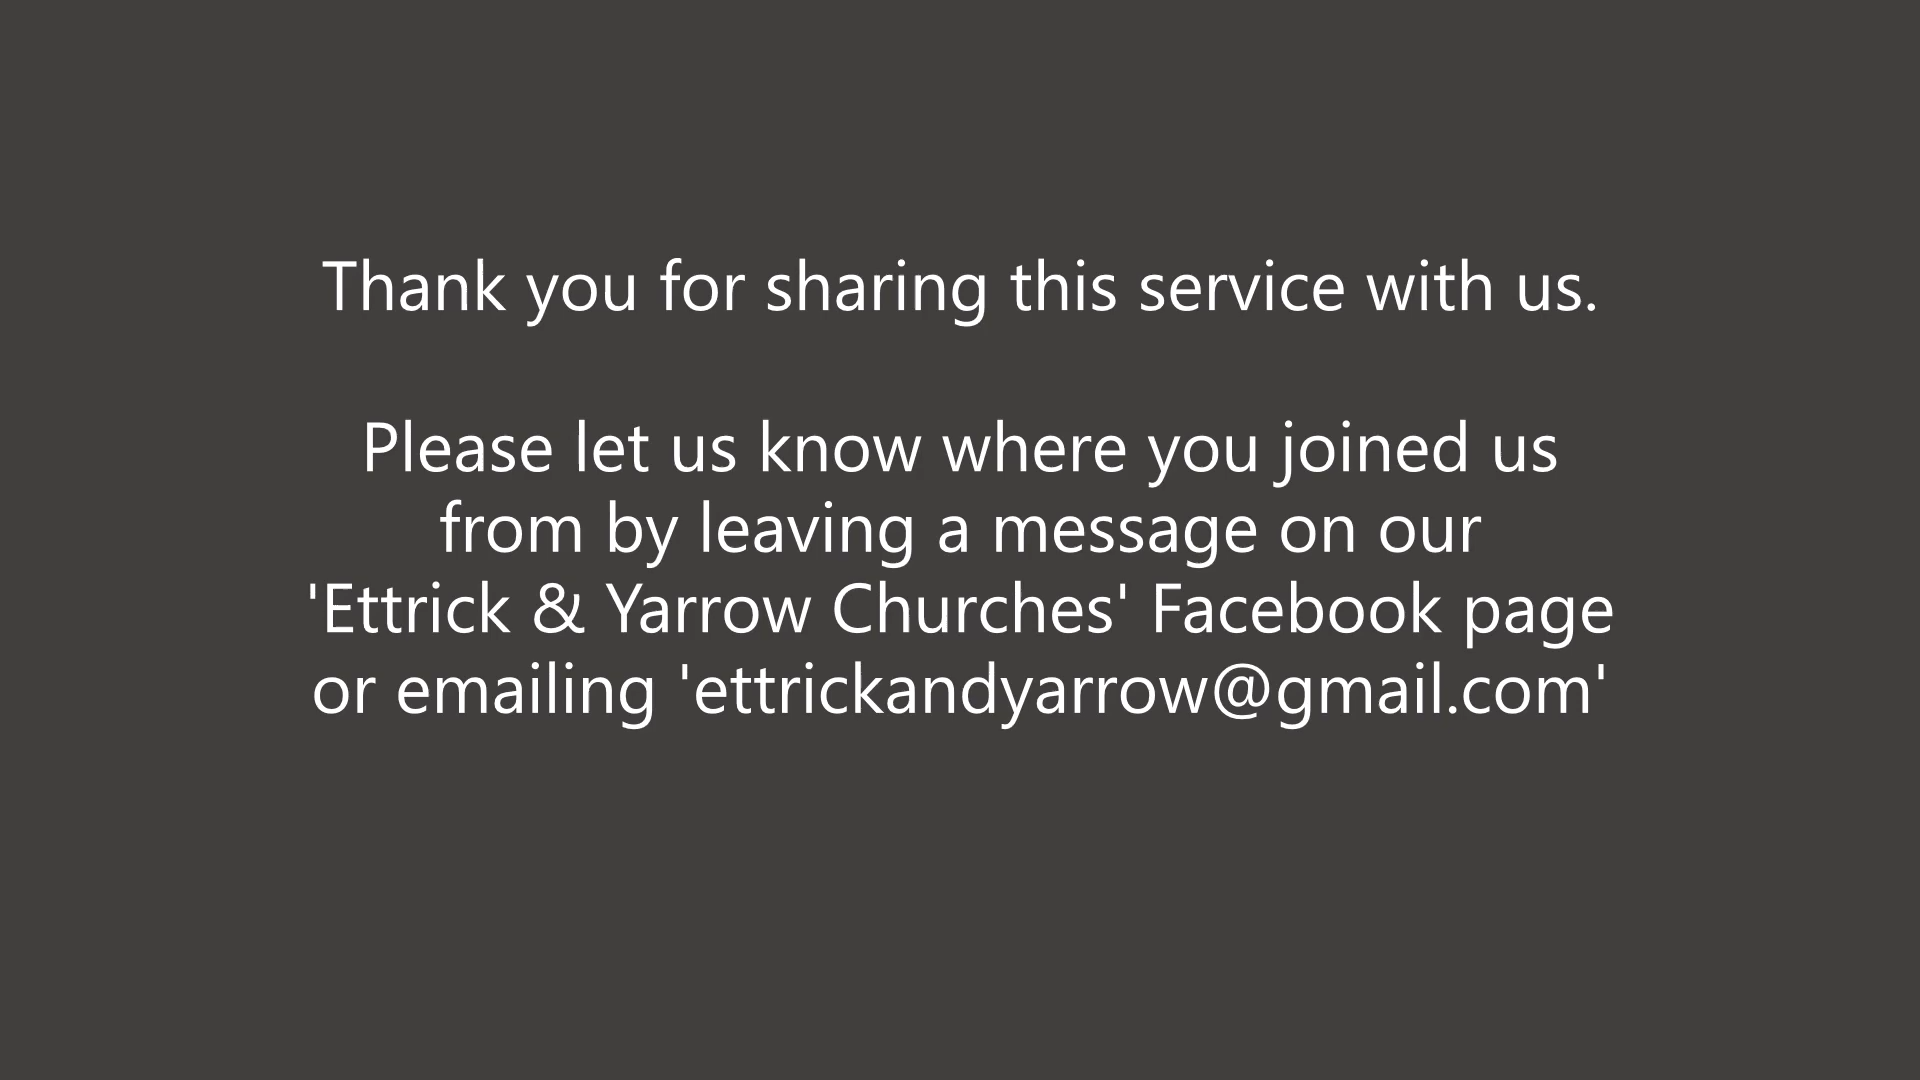 Thank you for sharing this service with us.
Please let us know where you joined us
from by leaving a message on our
'Ettrick & Yarrow Churches' Facebook page
or emailing 'ettrickandyarrow@gmail.com'